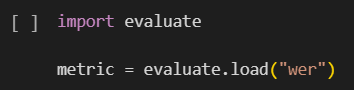 [ ] import evaluate
metric = evaluate.load("wer")